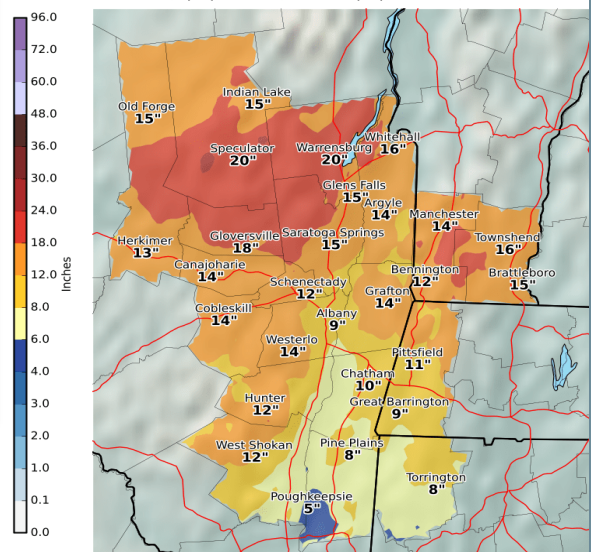 96.0
72.0
60.0
48.0
36.0
30.0
24.0
18.0
12.0
8.0
6.0
4.0
3.0
2.0
1.0
0.1
0.0
Inches
Indian Lake
15"
Old Forge
15"
Whitehall
16"
Speculator
20"
Warrensburg
20"
Glens Falls
15"
Argyle
14"
Manchester
14"
Gloversville
18"
Saratoga Springs
15"
Townshend
16"
Herkimer
13"
Canajoharie
14"
Bennington
12"
Brattleboro
15"
Schenectady
12"
Grafton
14"
Cobleskill
14"
Albany
9"
Westerlo
14"
Pittsfield
11"
Chatham
10"
Hunter
12"
Great Barrington
9"
West Shokan
12"
Pine Plains
8"
Torrington
8"
Poughkeepsie
5"